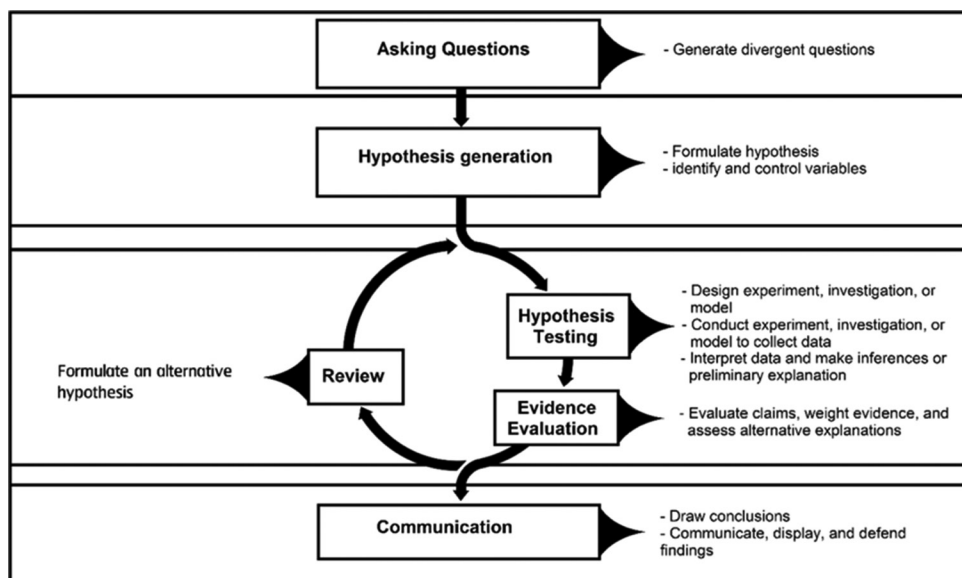 Asking Questions
- Generate divergent questions
Hypothesis generation
- Formulate hypothesis
- identify and control variables
Hypothesis
Testing
- Design experiment, investigation, or
model
- Conduct experiment, investigation, or
model to collect data
- Interpret data and make inferences or
preliminary explanation
Formulate an alternative
hypothesis
Review
Evidence
Evaluation
- Evaluate claims, weight evidence, and
assess alternative explanations
Communication
- Draw conclusions
- Communicate, display, and defend
findings